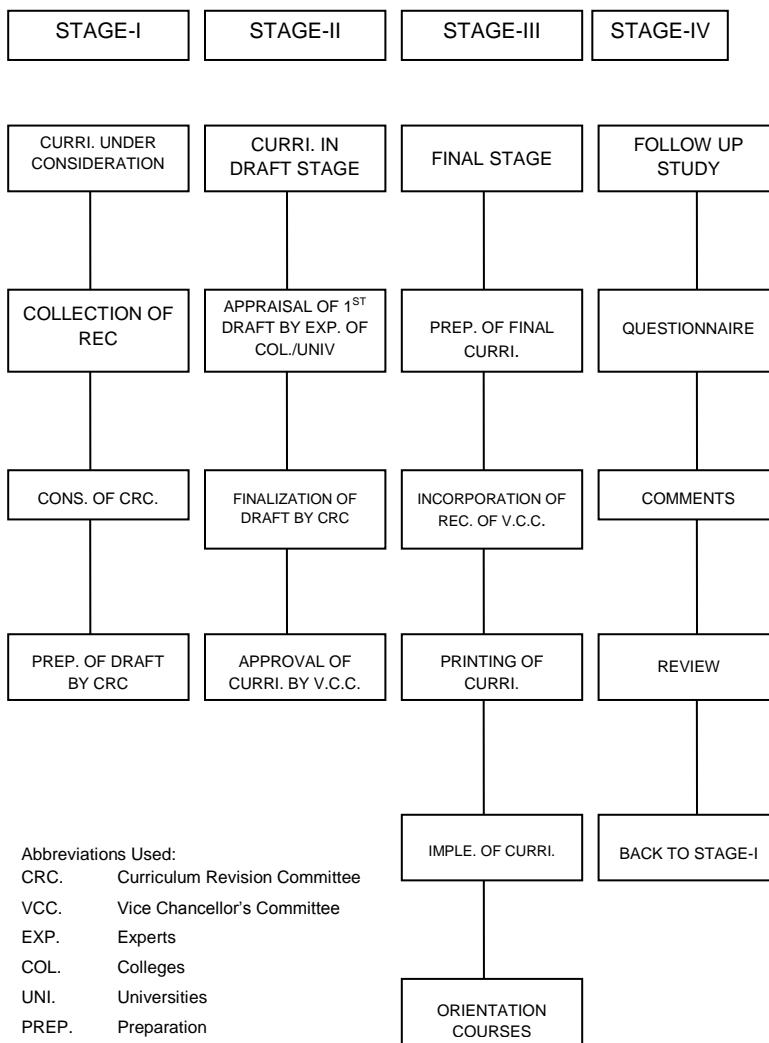 STAGE-I
STAGE-II
STAGE-III
STAGE-IV
CURRI. UNDER
CONSIDERATION
CURRI. IN
DRAFT STAGE
FINAL STAGE
FOLLOW UP
STUDY
COLLECTION OF
REC
APPRAISAL OF 1ST
DRAFT BY EXP. OF
COL./UNIV
PREP. OF FINAL
CURRI.
QUESTIONNAIRE
CONS. OF CRC.
FINALIZATION OF
DRAFT BY CRC
INCORPORATION OF
REC. OF V.C.C.
COMMENTS
PREP. OF DRAFT
BY CRC
APPROVAL OF
CURRI. BY V.C.C.
PRINTING OF
CURRI.
REVIEW
IMPLE. OF CURRI.
BACK TO STAGE-I
ORIENTATION
COURSES
Abbreviations Used:
CRC. Curriculum Revision Committee
VCC. Vice Chancellor's Committee
EXP. Experts
COL. Colleges
UNI. Universities
PREP. Preparation